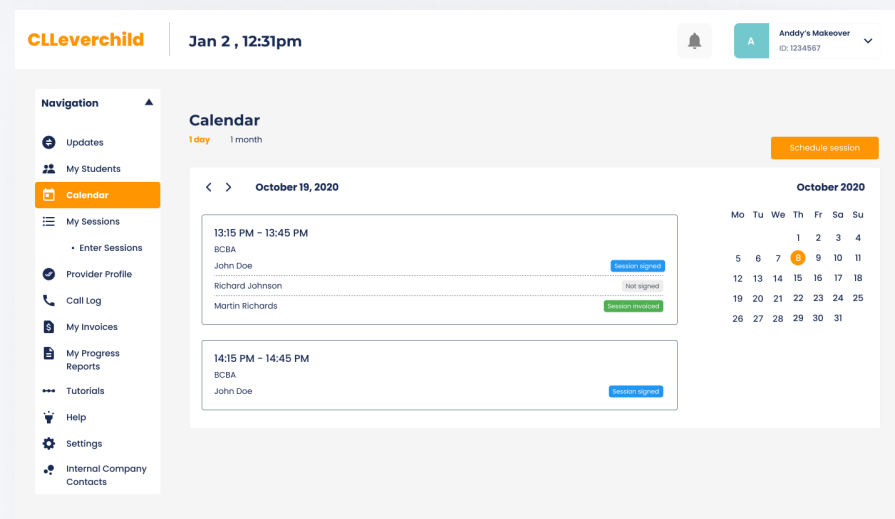 CLLeverchild
Jan 2 , 12:31pm
A
Anddy's Makeover
ID: 1234567
Navigation
Updates
My Students
Calendar
My Sessions
• Enter Sessions
Provider Profile
Call Log
My Invoices
My Progress
Reports
Tutorials
Help
Settings
Internal Company
Contacts
Calendar
1 day 1 month
Schedule session
October 19, 2020
13:15 PM - 13:45 PM
BCBA
John Doe Session signed
Richard Johnson Not signed
Martin Richards Session invoiced
14:15 PM - 14:45 PM
BCBA
John Doe Session signed
October 2020
Mo Tu We Th Fr Sa Su
1 2 3 4
5 6 7 8 9 10 11
12 13 14 15 16 17 18
19 20 21 22 23 24 25
26 27 28 29 30 31